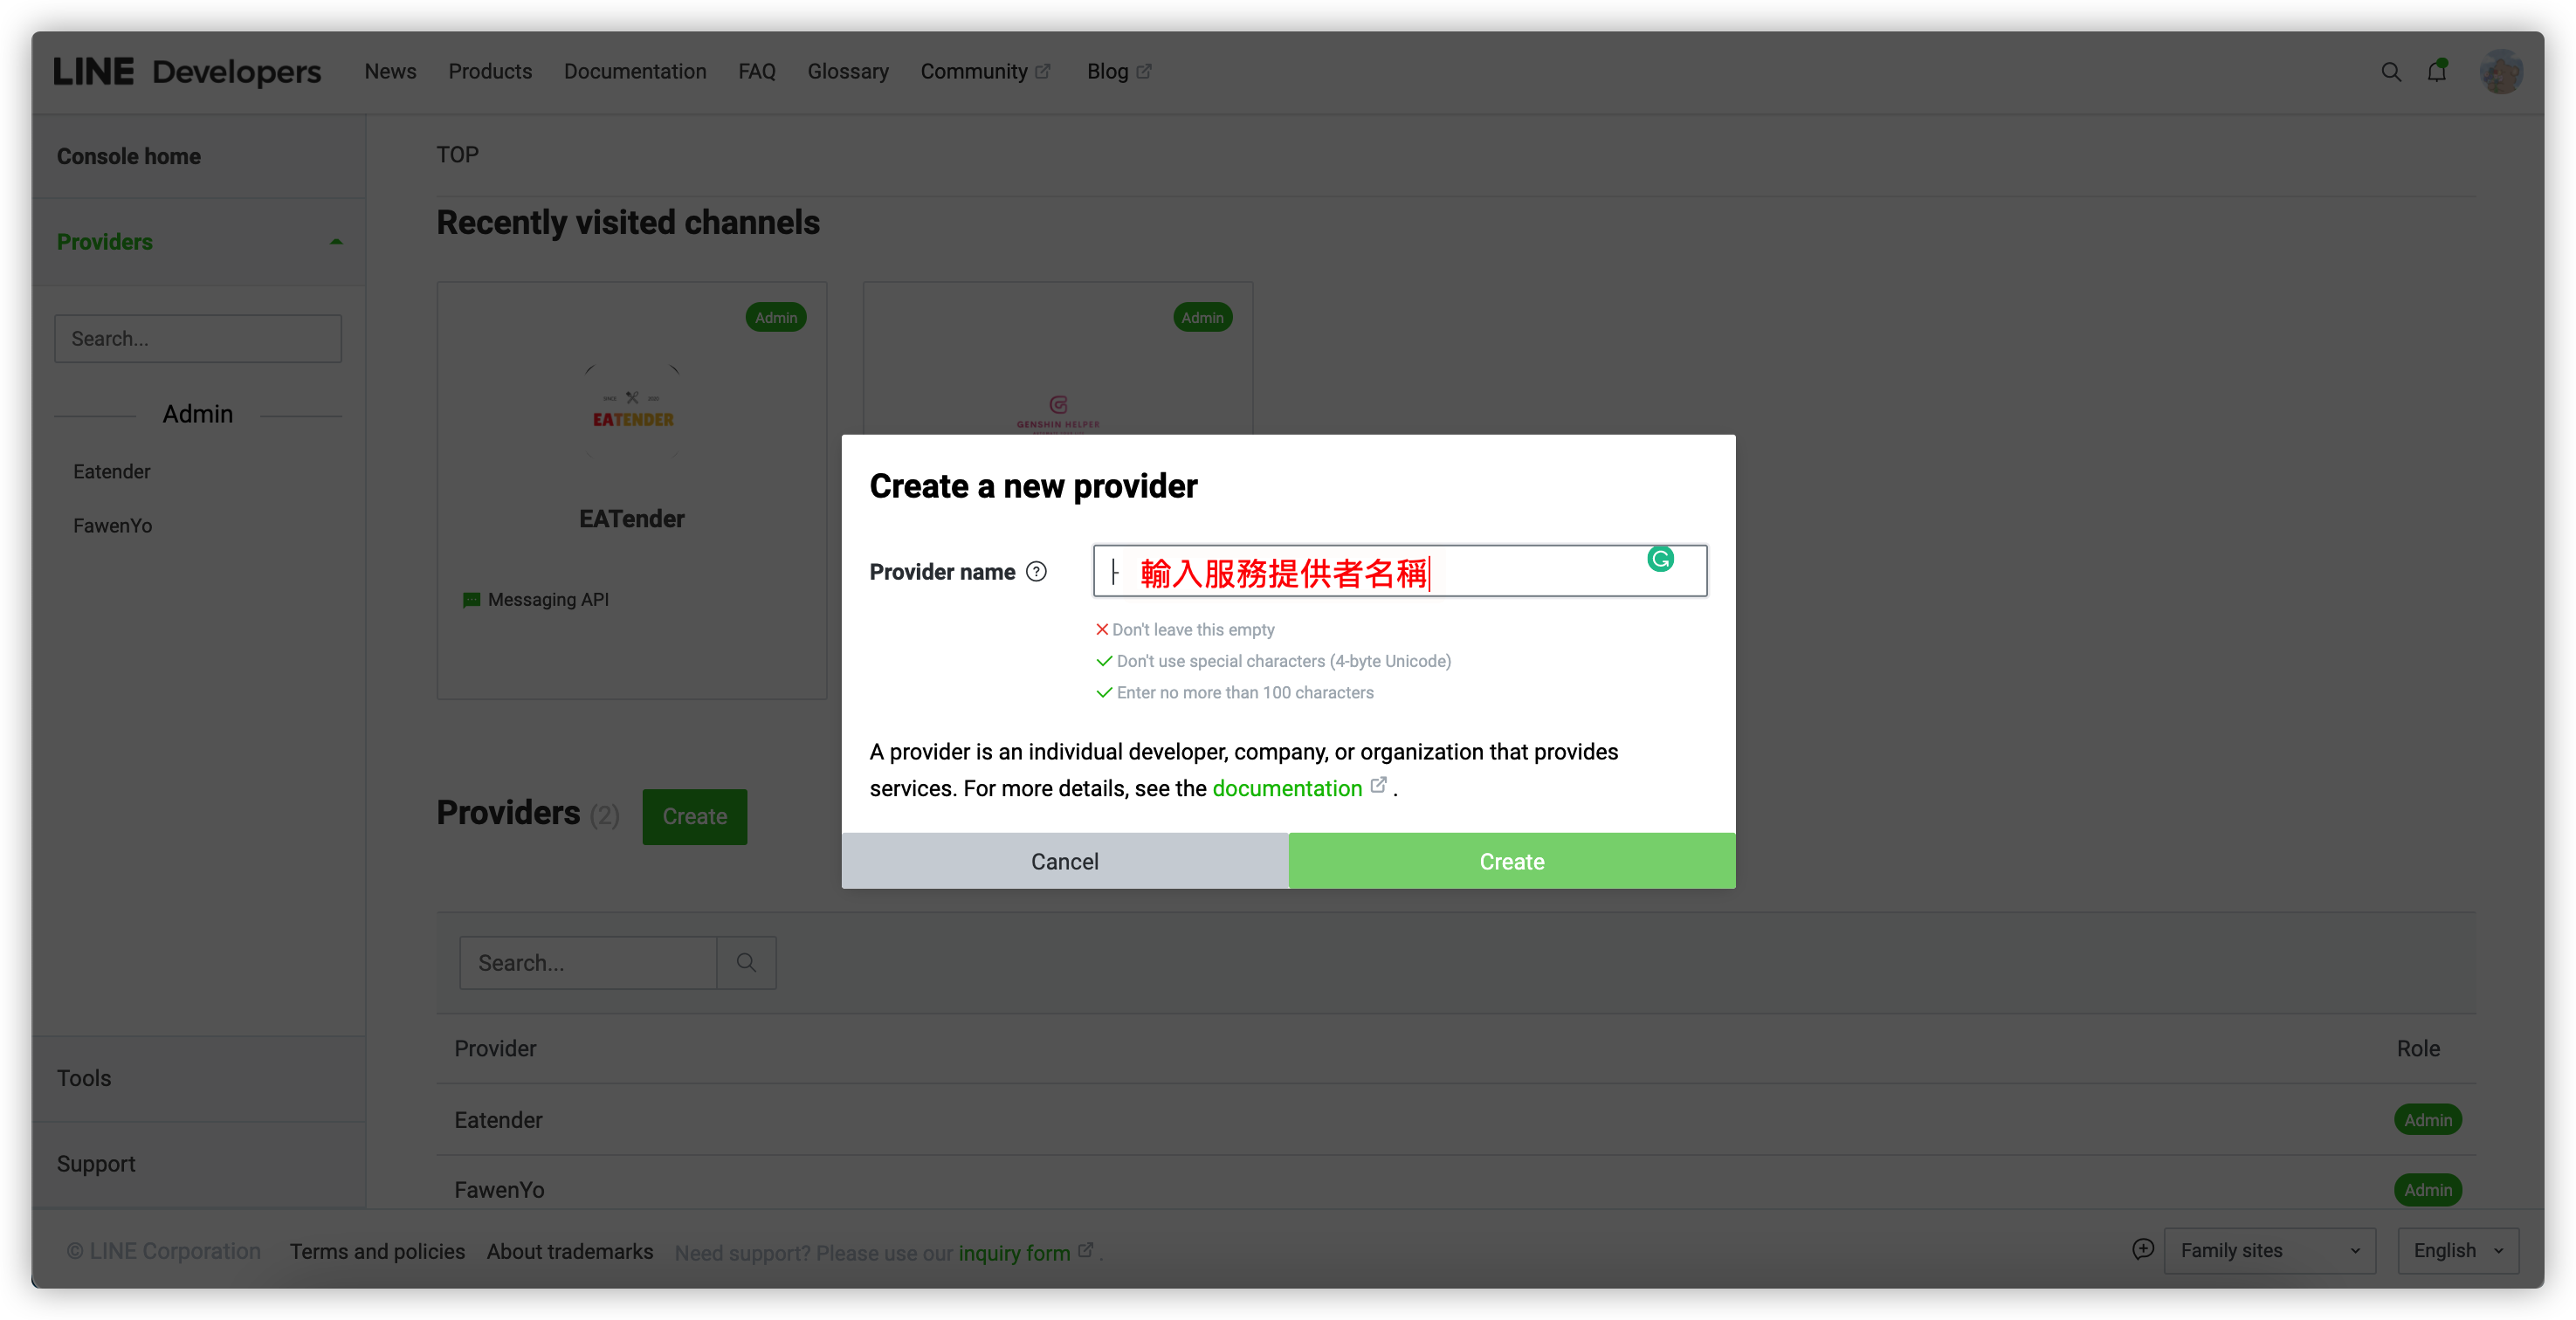 LINE Developers News Products Documentation FAQ Glossary Community Blog
Console home
Providers
Search...
Admin
Eatender
FawenYo
Tools
Support
TOP
Recently visited channels
Admin
EATENDER
EATender
Messaging API
Admin
GENSHIN HELPER
Create a new provider
Provider name ?
輸入服務提供者名稱
Don't leave this empty
Don't use special characters (4-byte Unicode)
Enter no more than 100 characters
A provider is an individual developer, company, or organization that provides
services. For more details, see the documentation .
Cancel Create
Providers (2) Create
Search...
Provider Role
Eatender Admin
FawenYo Admin
© LINE Corporation Terms and policies About trademarks Need support? Please use our inquiry form . Family sites English